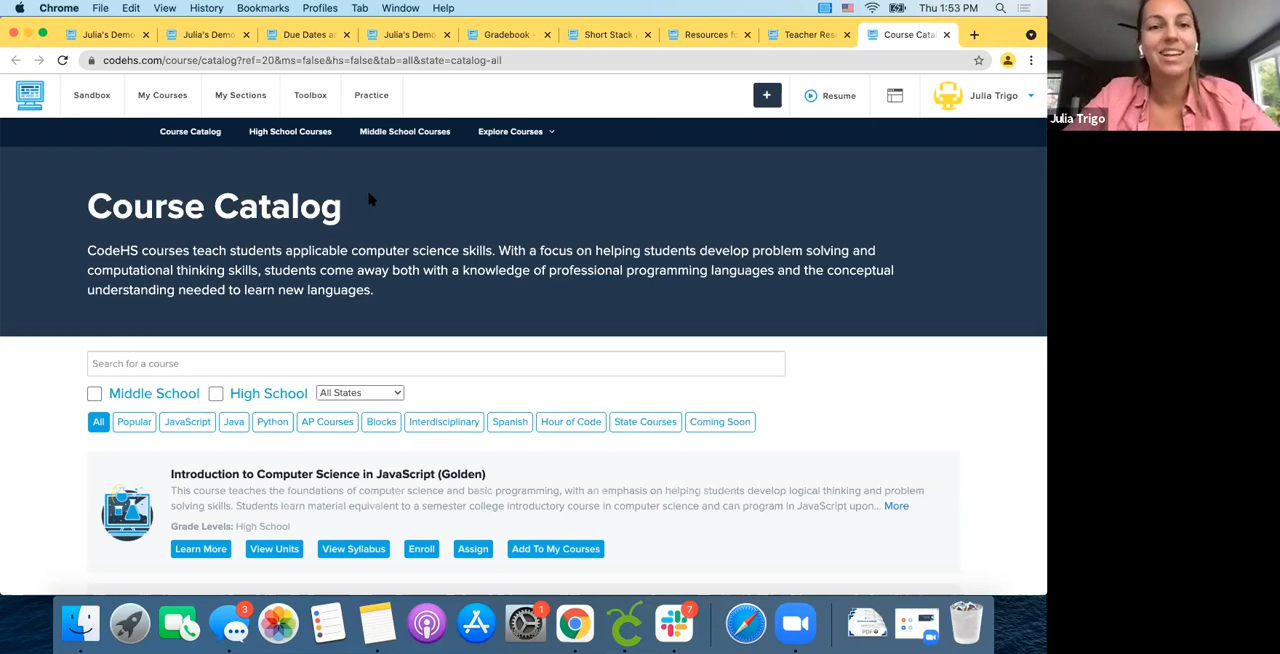 Chrome File Edit View History Bookmarks Profiles Tab Window Help Thu 1:53 PM
Julia's Demo Julia's Demo Due Dates a Julia's Demo Gradebook - Short Stack Resources fo Teacher Res Course Cata
codehs.com/course/catalog?ref=20&ms=false&hs=false&tab=all&state=catalog-all
Sandbox My Courses My Sections Toolbox Practice + Resume Julia Trigo
Julia Trigo
Course Catalog High School Courses Middle School Courses Explore Courses
Course Catalog
CodeHS courses teach students applicable computer science skills. With a focus on helping students develop problem solving and
computational thinking skills, students come away both with a knowledge of professional programming languages and the conceptual
understanding needed to learn new languages.
Search for a course
Middle School High School All States
All Popular JavaScript Java Python AP Courses Blocks Interdisciplinary Spanish Hour of Code State Courses Coming Soon
Introduction to Computer Science in JavaScript (Golden)
This course teaches the foundations of computer science and basic programming, with an emphasis on helping students develop logical thinking and problem
solving skills. Students learn material equivalent to a semester college introductory course in computer science and can program in JavaScript upon... More
Grade Levels: High School
Learn More View Units View Syllabus Enroll Assign Add To My Courses
3 1 7
PDF